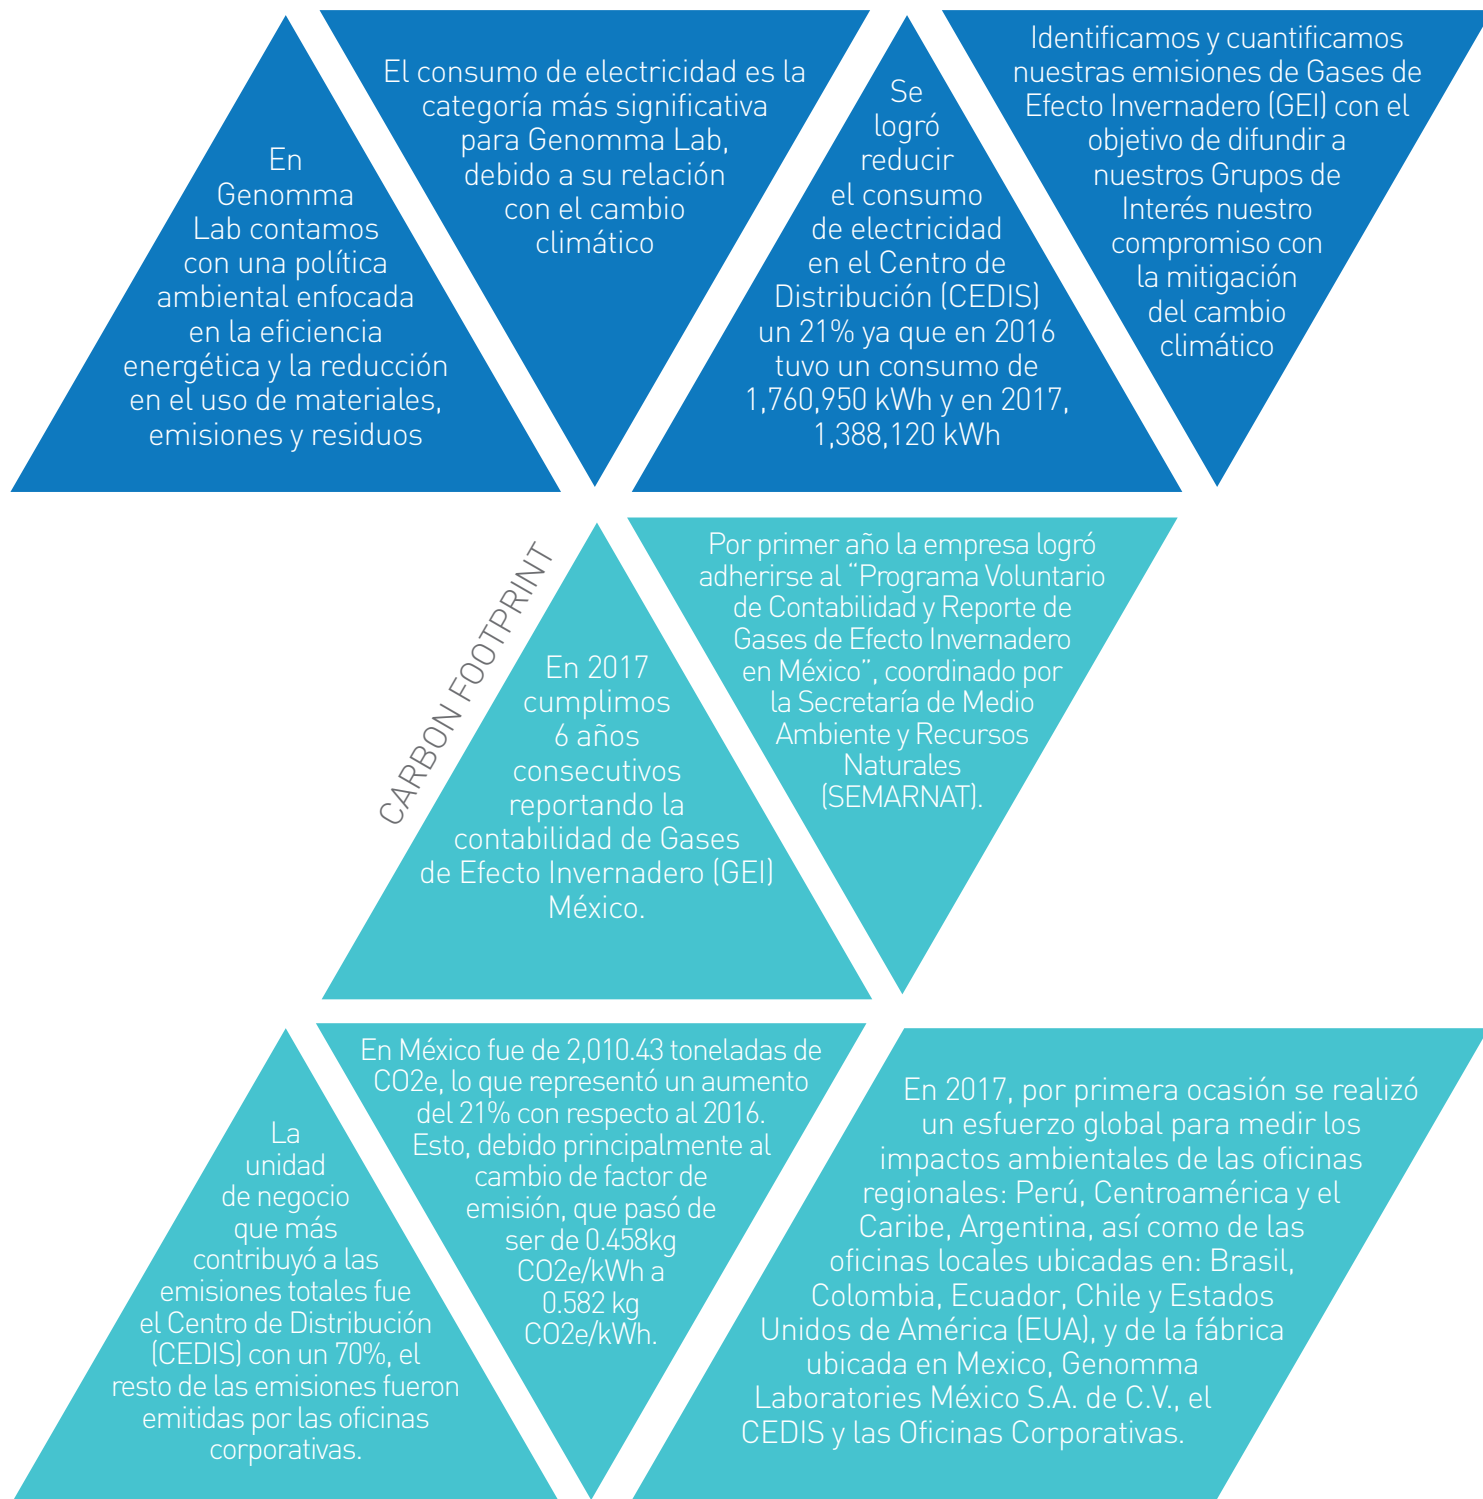 En
Genomma
Lab contamos
con una política
ambiental enfocada
en la eficiencia
energética y la reducción
en el uso de materiales,
emisiones y residuos
El consumo de electricidad es la
categoría más significativa
para Genomma Lab,
debido a su relación
con el cambio
climático
Se
logró
reducir
el consumo
de electricidad
en el Centro de
Distribución (CEDIS)
un 21% ya que en 2016
tuvo un consumo de
1,760,950 kWh y en 2017,
1,388,120 kWh
Identificamos y cuantificamos
nuestras emisiones de Gases de
Efecto Invernadero (GEI) con el
objetivo de difundir a
nuestros Grupos de
Interés nuestro
compromiso con
la mitigación
del cambio
climático
CARBON FOOTPRINT
En 2017
cumplimos
6 años
consecutivos
reportando la
contabilidad de Gases
de Efecto Invernadero (GEI)
México.
Por primer año la empresa logró
adherirse al “Programa Voluntario
de Contabilidad y Reporte de
Gases de Efecto Invernadero
en México”, coordinado por
la Secretaría de Medio
Ambiente y Recursos
Naturales
(SEMARNAT).
La
unidad
de negocio
que más
contribuyó a las
emisiones totales fue
el Centro de Distribución
(CEDIS) con un 70%, el
resto de las emisiones fueron
emitidas por las oficinas
corporativas.
En México fue de 2,010.43 toneladas de
CO2e, lo que representó un aumento
del 21% con respecto al 2016.
Esto, debido principalmente al
cambio de factor de
emisión, que pasó de
ser de 0.458kg
CO2e/kWh a
0.582 kg
CO2e/kWh.
En 2017, por primera ocasión se realizó
un esfuerzo global para medir los
impactos ambientales de las oficinas
regionales: Perú, Centroamérica y el
Caribe, Argentina, así como de las
oficinas locales ubicadas en: Brasil,
Colombia, Ecuador, Chile y Estados
Unidos de América (EUA), y de la fábrica
ubicada en Mexico, Genomma
Laboratories México S.A. de C.V., el
CEDIS y las Oficinas Corporativas.